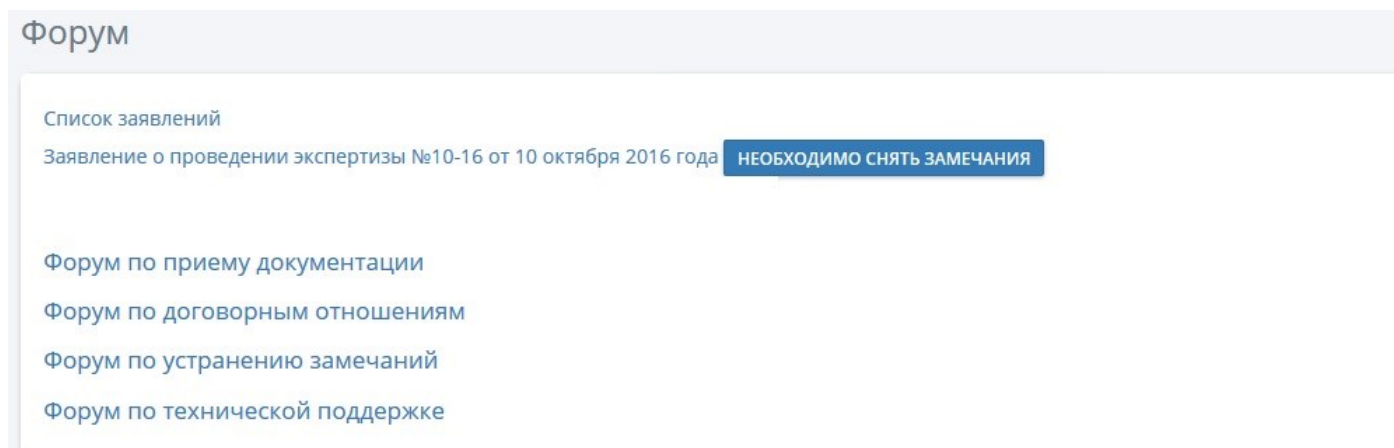 Форум
Список заявлений
Заявление о проведении экспертизы №10-16 от 10 октября 2016 года НЕОБХОДИМО СНЯТЬ ЗАМЕЧАНИЯ
Форум по приему документации
Форум по договорным отношениям
Форум по устранению замечаний
Форум по технической поддержке